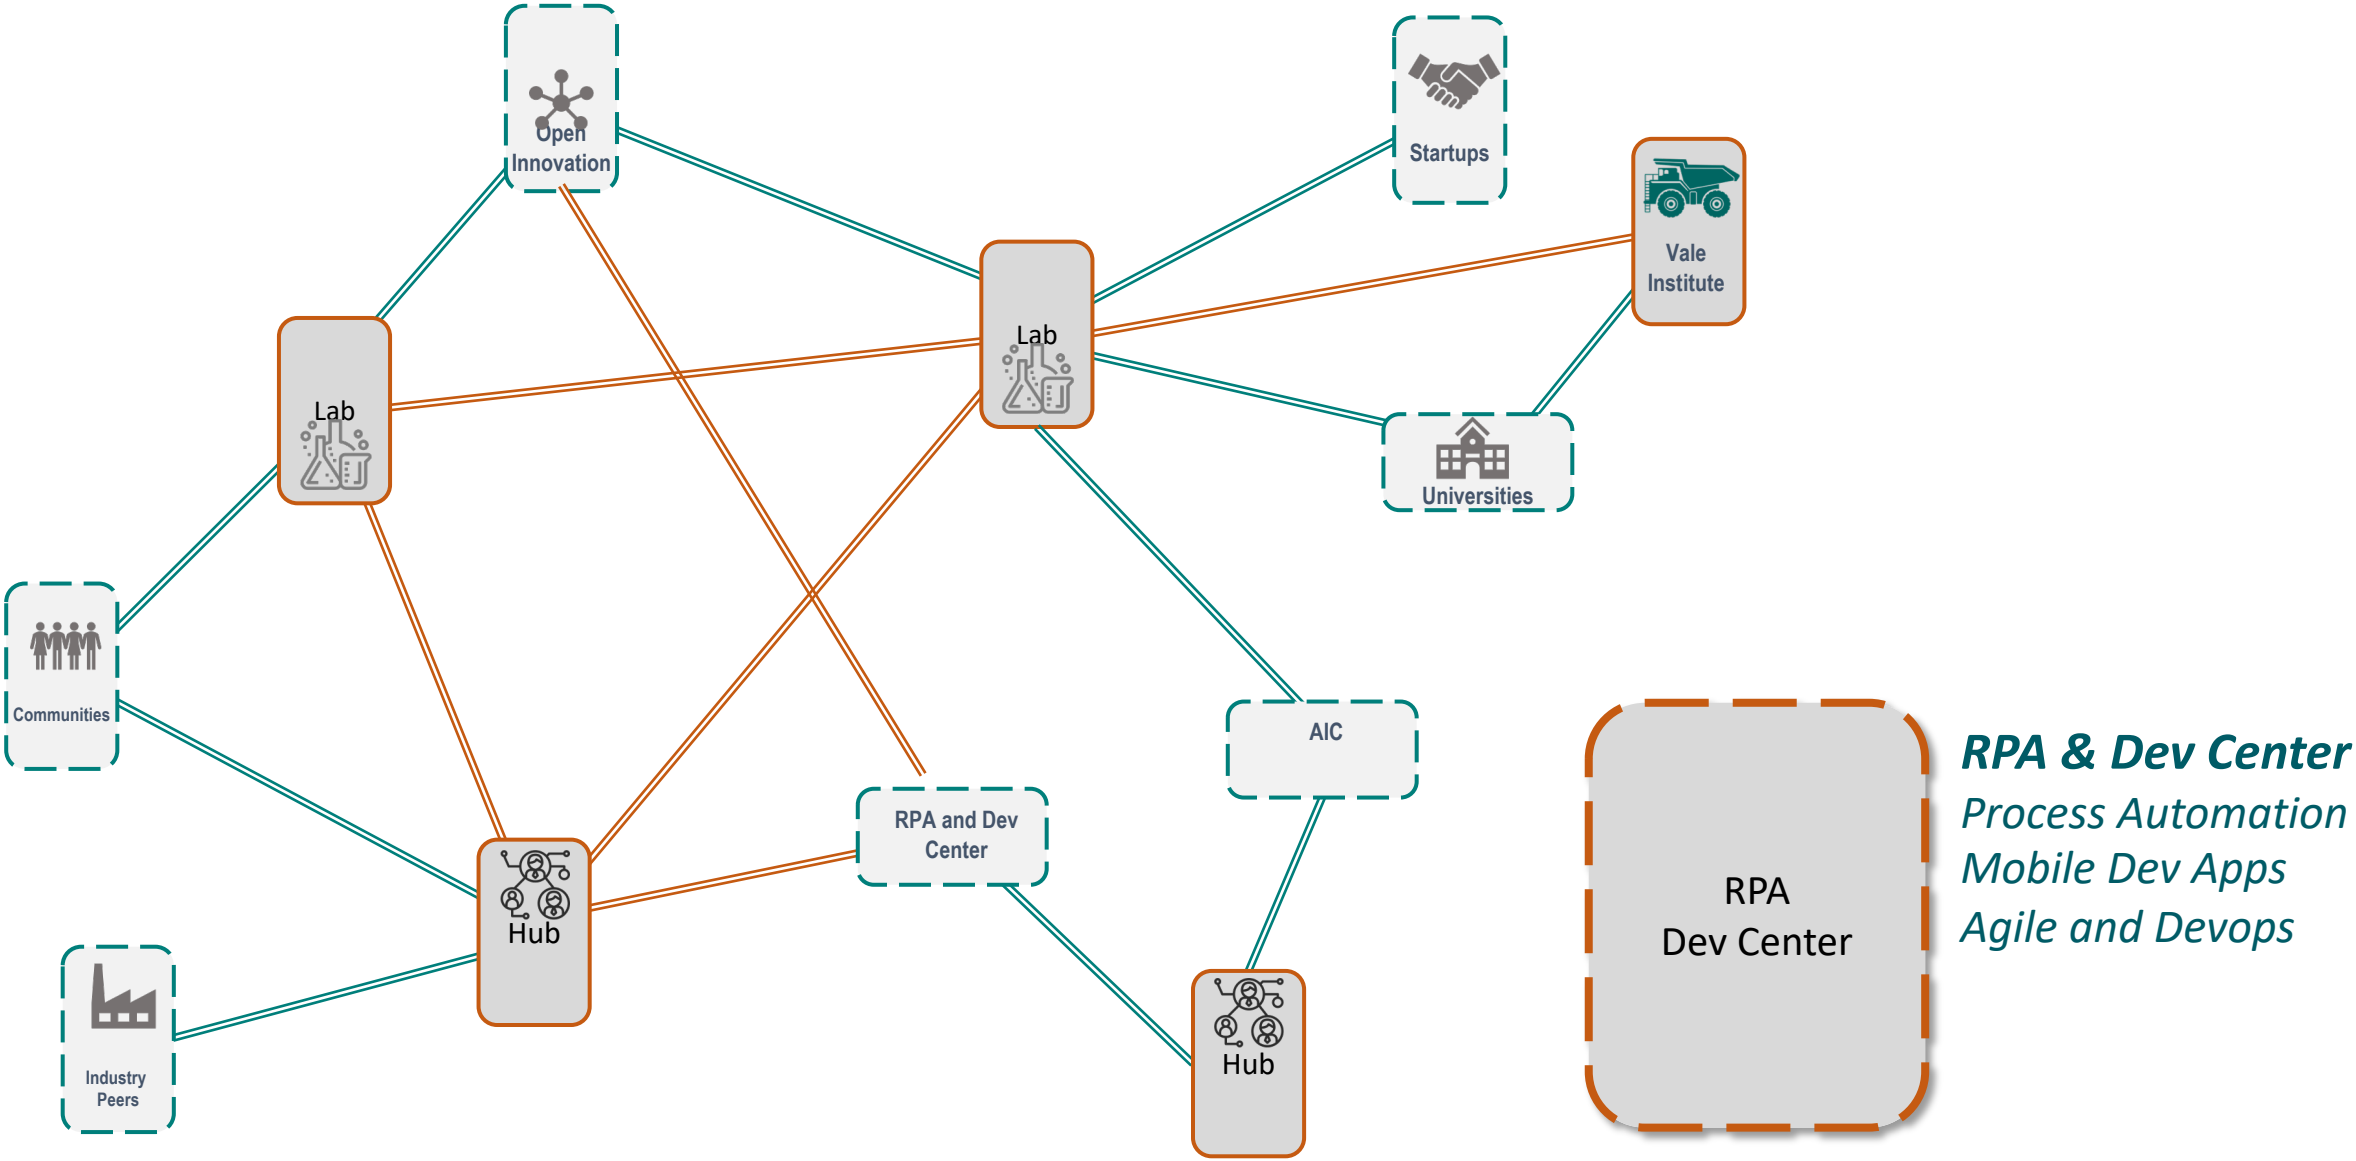 Open
Innovation
Startups
Vale
Institute
Lab
Lab
Universities
Communities
AIC
RPA and Dev
Center
Hub
Hub
Industry
Peers
RPA
Dev Center
RPA & Dev Center
Process Automation
Mobile Dev Apps
Agile and Devops